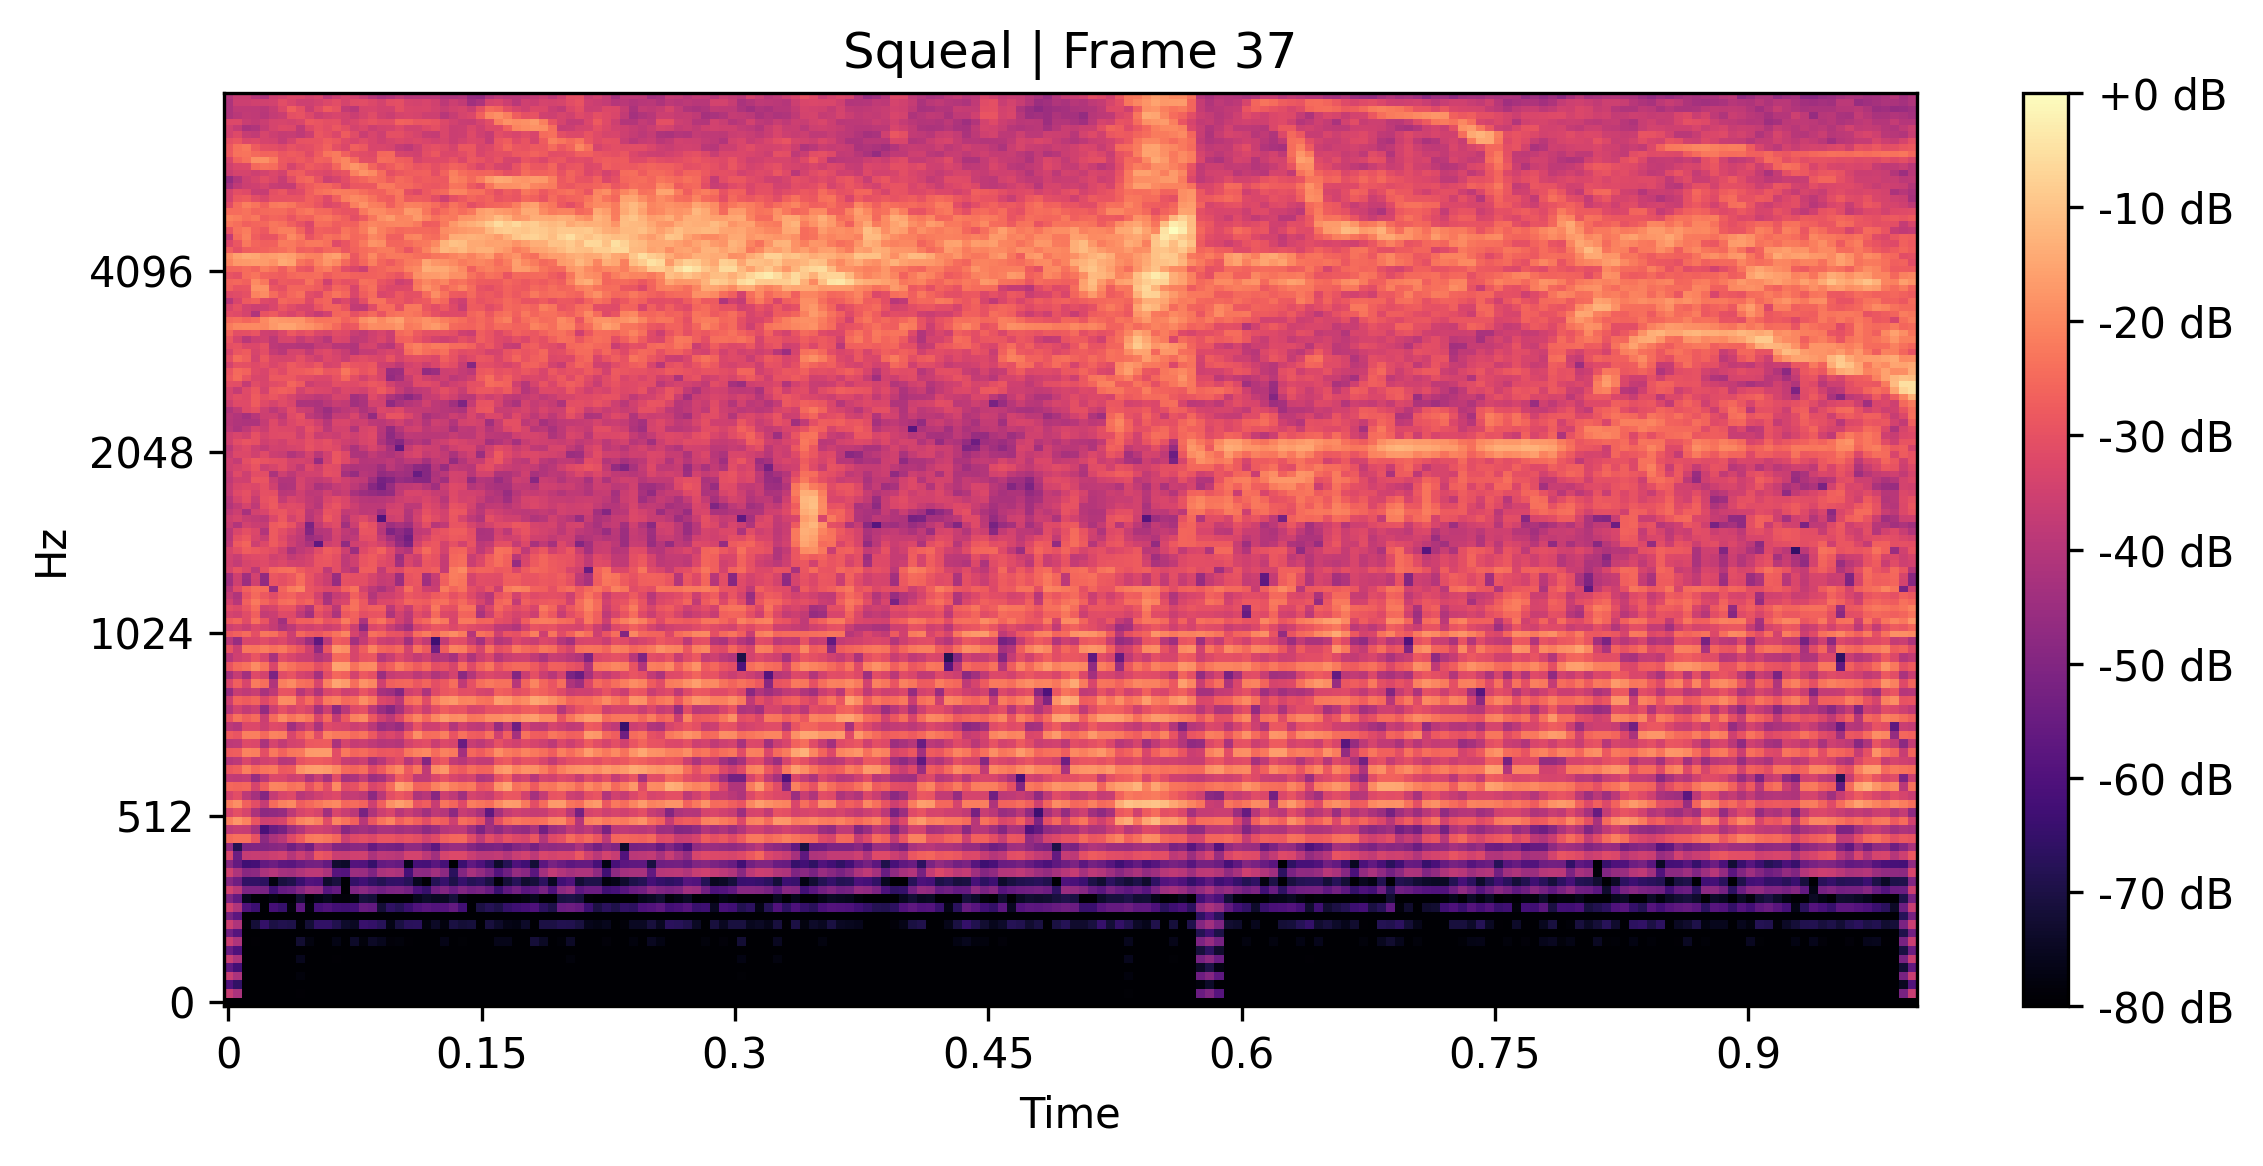 Squeal | Frame 37
+0 dB
-10 dB
-20 dB
-30 dB
-40 dB
-50 dB
-60 dB
-70 dB
-80 dB
Hz
4096
2048
1024
512
0
0 0.15 0.3 0.45 0.6 0.75 0.9
Time